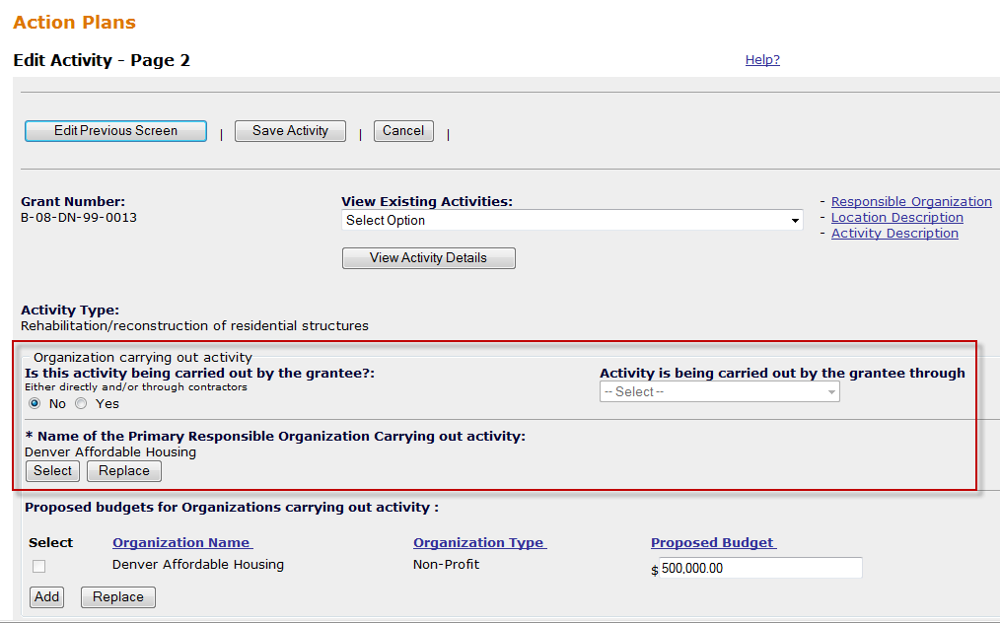 Action Plans
Edit Activity - Page 2
Help?
Edit Previous Screen | Save Activity | Cancel |
Grant Number:
B-08-DN-99-0013
View Existing Activities:
Select Option
View Activity Details
- Responsible Organization
- Location Description
- Activity Description
Activity Type:
Rehabilitation/reconstruction of residential structures
Organization carrying out activity
Is this activity being carried out by the grantee?:
Either directly and/or through contractors
No Yes
Activity is being carried out by the grantee through
-- Select --
* Name of the Primary Responsible Organization Carrying out activity:
Denver Affordable Housing
Select Replace
Proposed budgets for Organizations carrying out activity :
Select Organization Name Organization Type Proposed Budget
Denver Affordable Housing Non-Profit $ 500,000.00
Add Replace